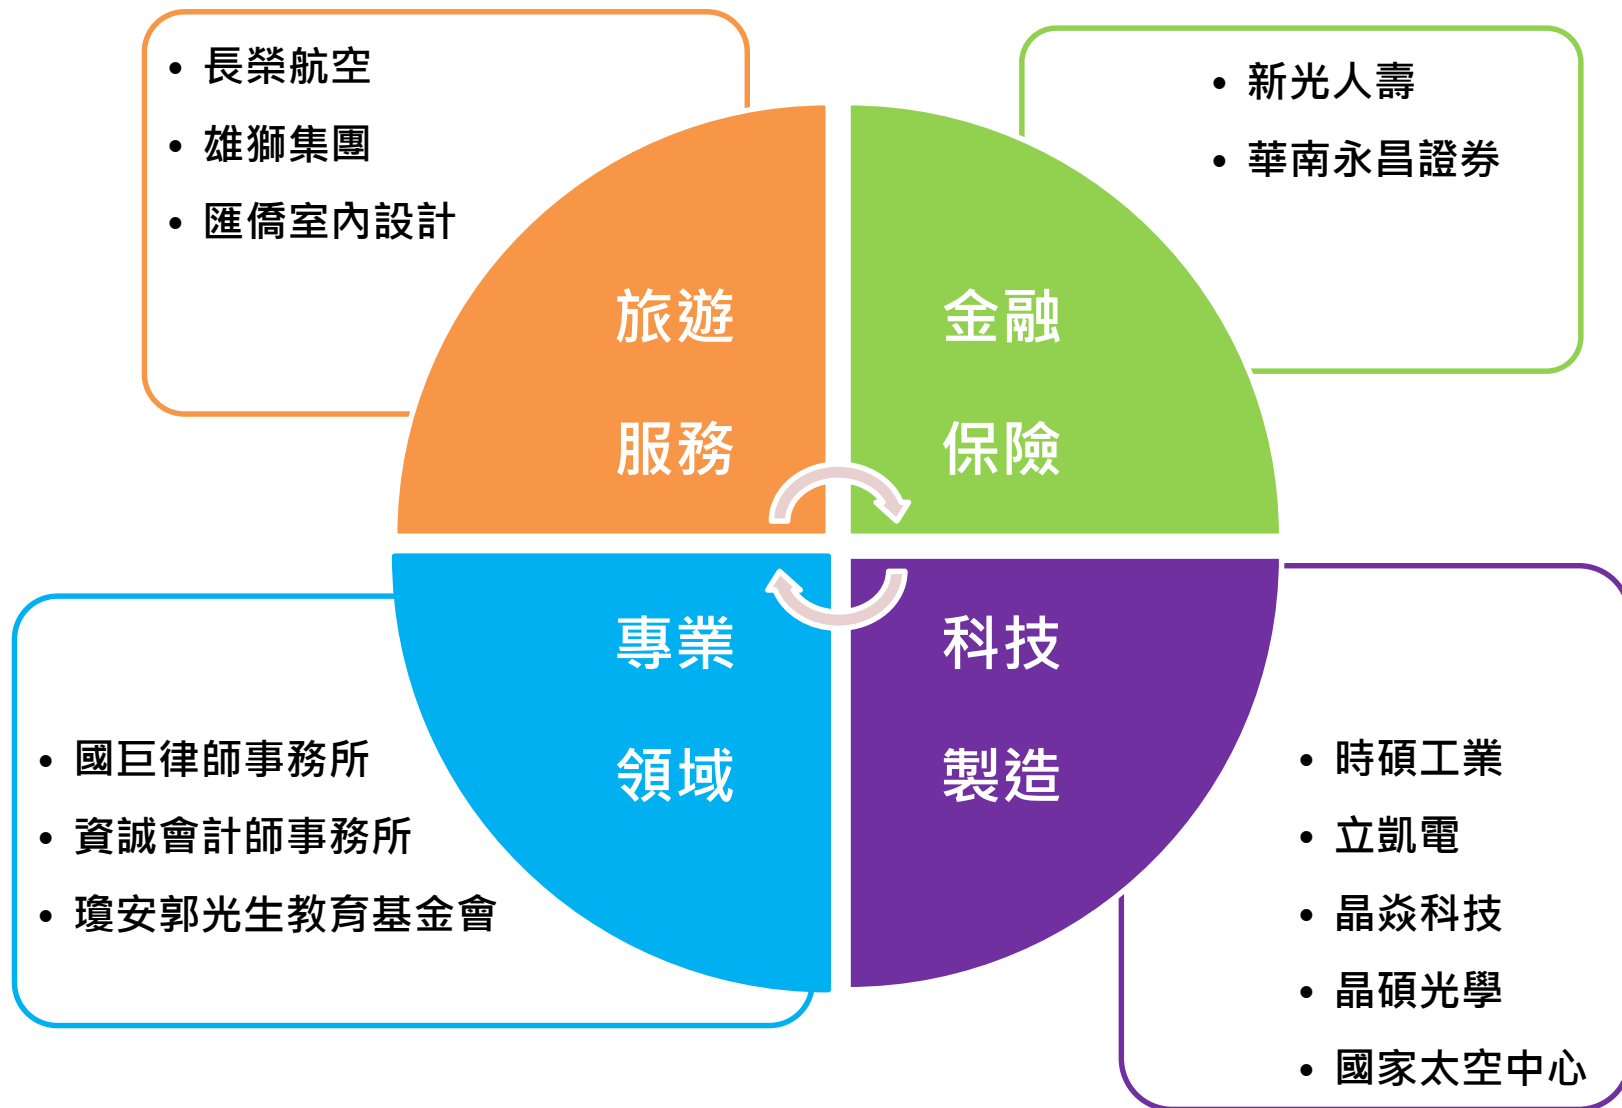 • 長榮航空
• 雄獅集團
• 匯僑室內設計
旅遊
服務
• 新光人壽
• 華南永昌證券
金融
保險
專業
領域
• 國巨律師事務所
• 資誠會計師事務所
• 瓊安郭光生教育基金會
科技
製造
• 時碩工業
• 立凱電
• 晶焱科技
• 晶碩光學
• 國家太空中心